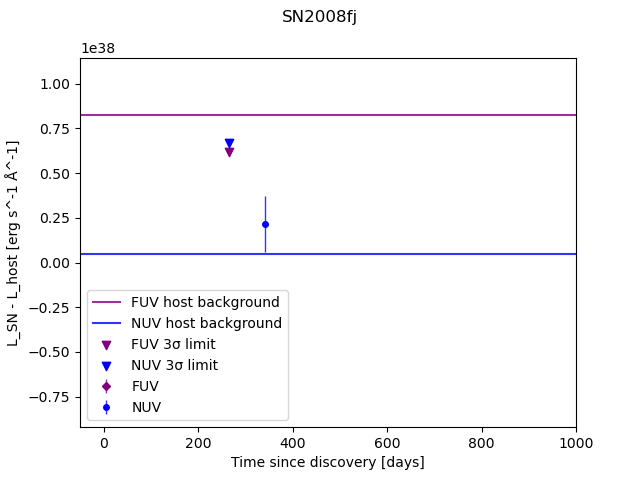 SN2008fj
1e38
L_SN - L_host [erg s^-1 Å^-1]
1.00
0.75
0.50
0.25
0.00
−0.25
−0.50
−0.75
FUV host background
NUV host background
FUV 3σ limit
NUV 3σ limit
FUV
NUV
0 200 400 600 800 1000
Time since discovery [days]